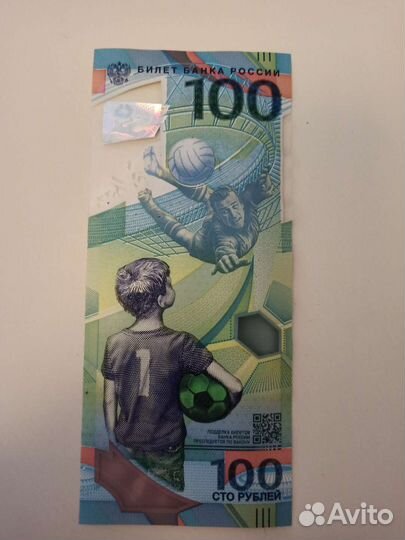 БИЛЕТ БАНКА РОССИИ
100
1
ПОДДЕЛКА БИЛЕТОВ
БАНКА РОССИИ
ПРЕСЛЕДУЕТСЯ ПО ЗАКОНУ
100
СТО РУБЛЕЙ
Avito